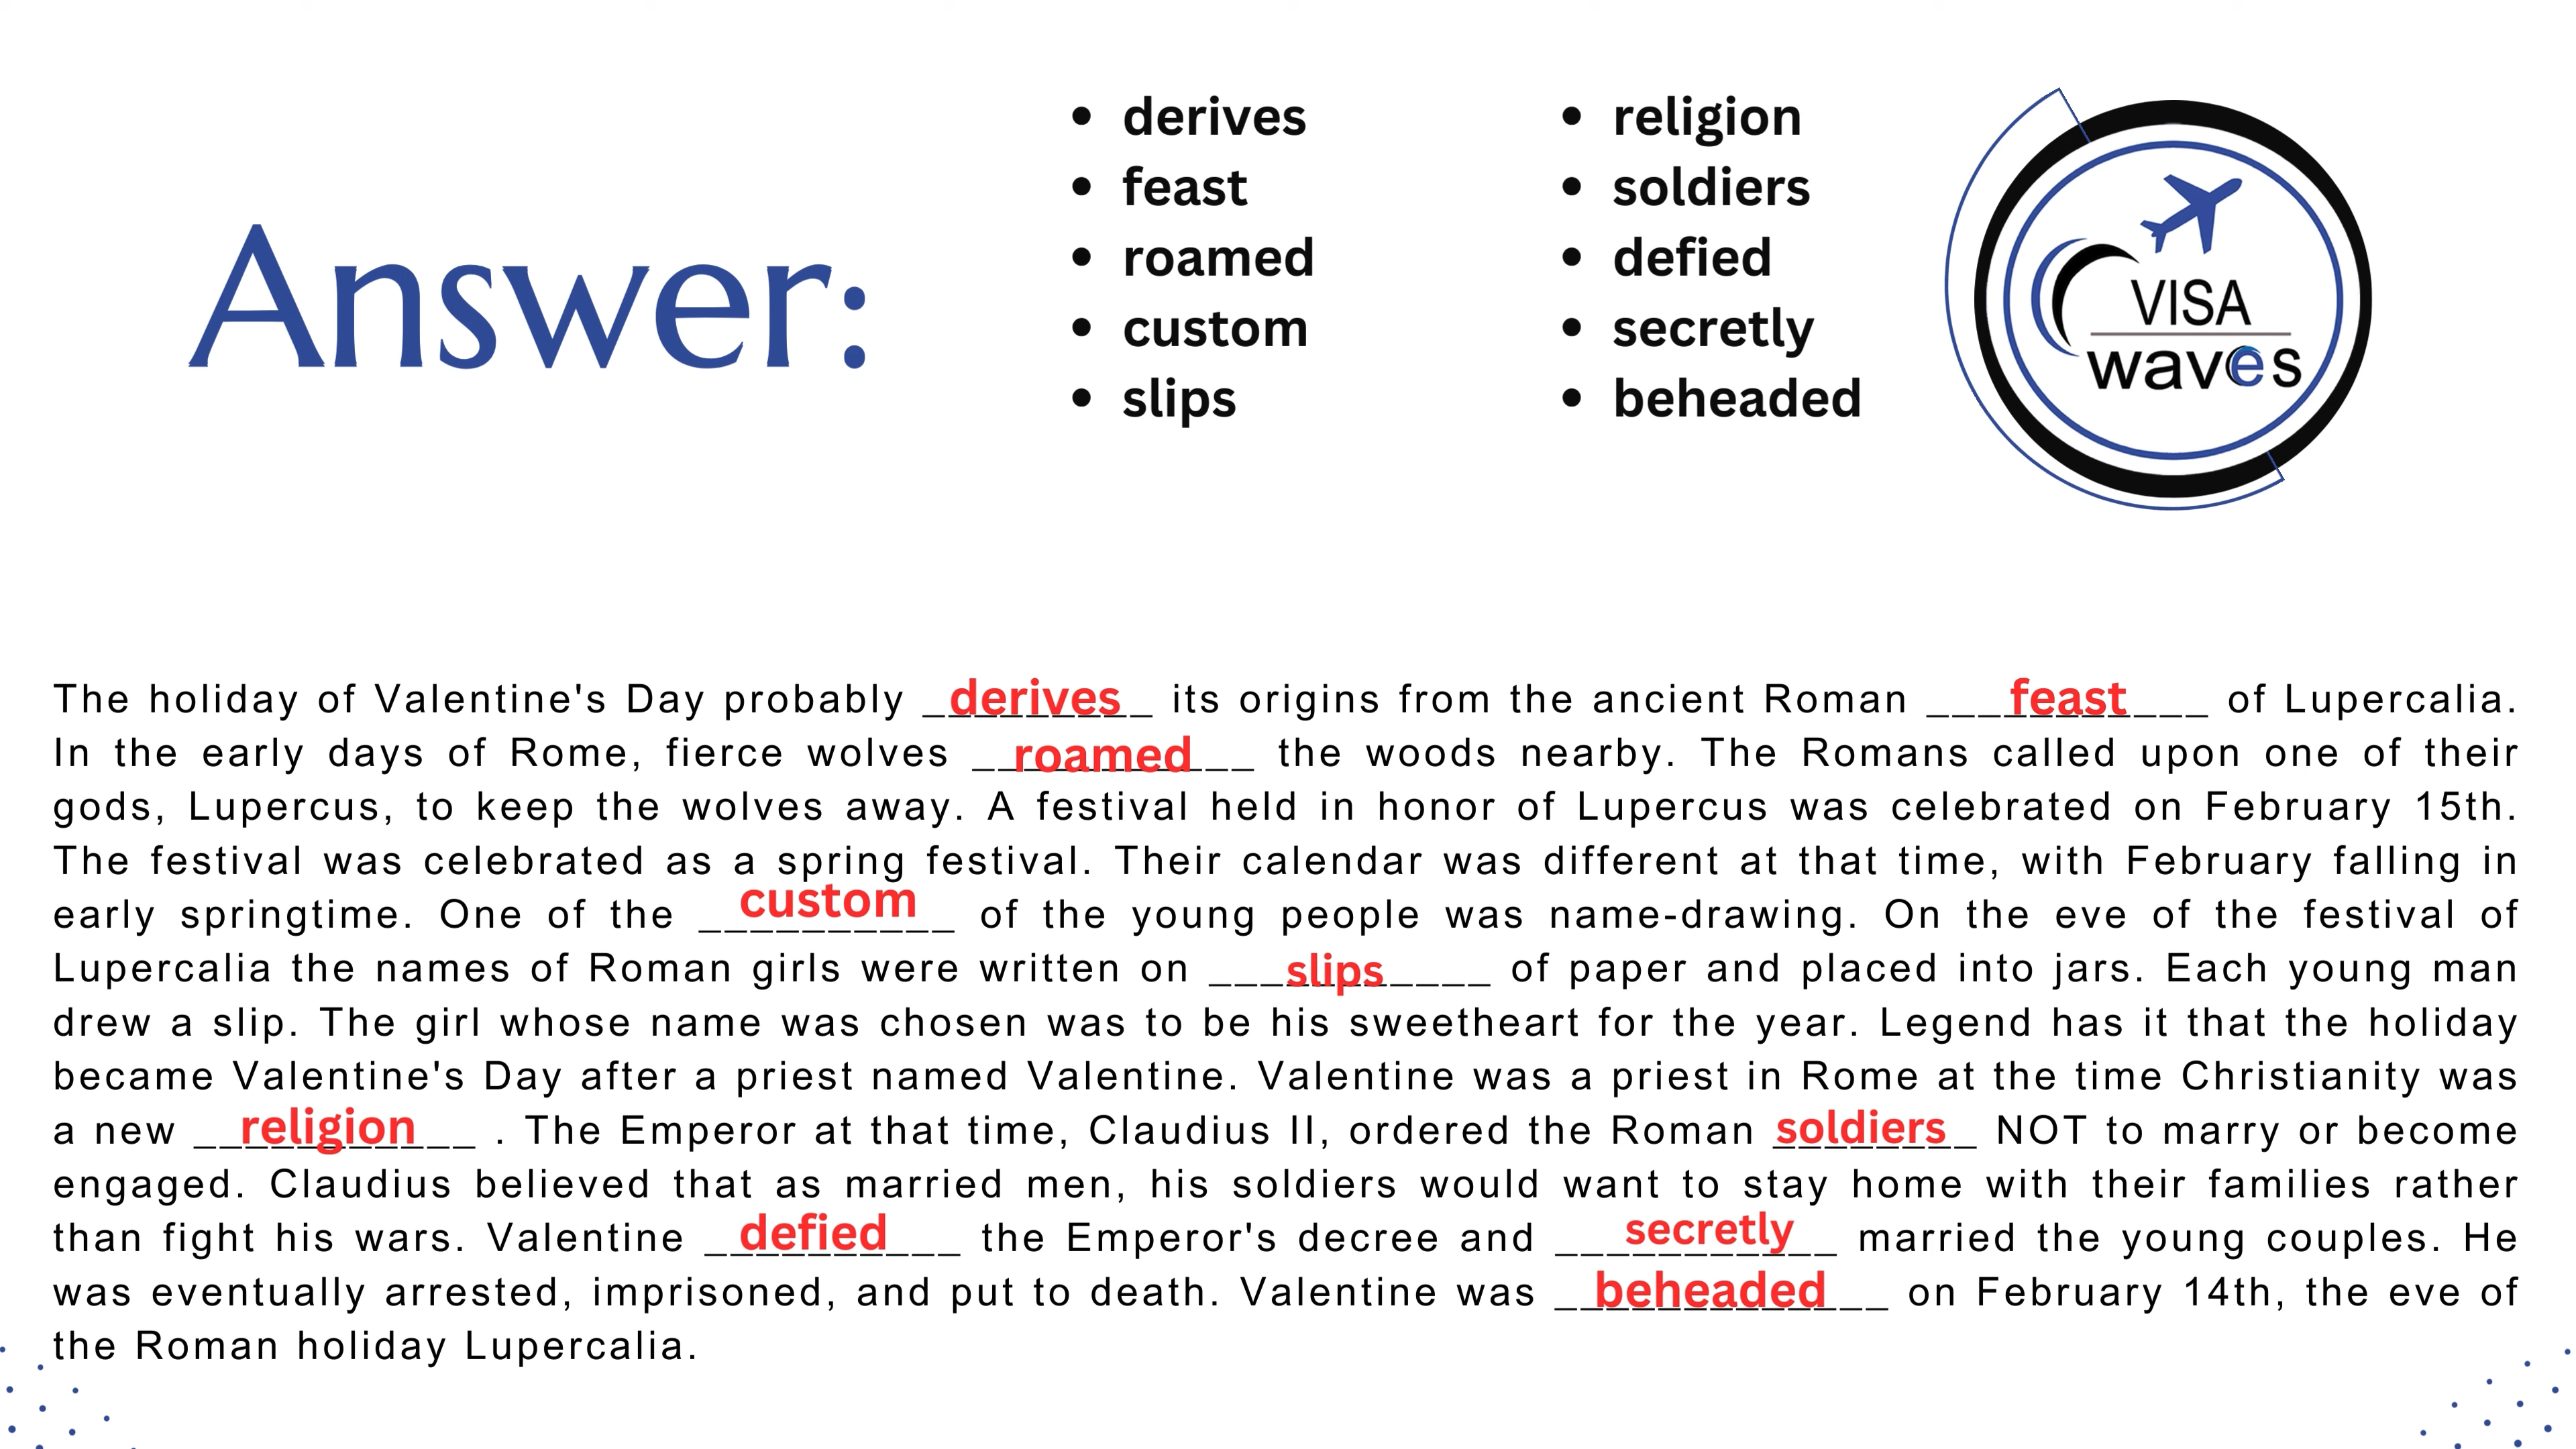 Answer:
• derives
• feast
• roamed
• custom
• slips
• religion
• soldiers
• defied
• secretly
• beheaded
VISA
waves
The holiday of Valentine's Day probably derives its origins from the ancient Roman feast of Lupercalia.
In the early days of Rome, fierce wolves roamed the woods nearby. The Romans called upon one of their
gods, Lupercus, to keep the wolves away. A festival held in honor of Lupercus was celebrated on February 15th.
The festival was celebrated as a spring festival. Their calendar was different at that time, with February falling in
early springtime. One of the custom of the young people was name-drawing. On the eve of the festival of
Lupercalia the names of Roman girls were written on slips of paper and placed into jars. Each young man
drew a slip. The girl whose name was chosen was to be his sweetheart for the year. Legend has it that the holiday
became Valentine's Day after a priest named Valentine. Valentine was a priest in Rome at the time Christianity was
a new religion . The Emperor at that time, Claudius II, ordered the Roman soldiers NOT to marry or become
engaged. Claudius believed that as married men, his soldiers would want to stay home with their families rather
than fight his wars. Valentine defied the Emperor's decree and secretly married the young couples. He
was eventually arrested, imprisoned, and put to death. Valentine was beheaded on February 14th, the eve of
the Roman holiday Lupercalia.